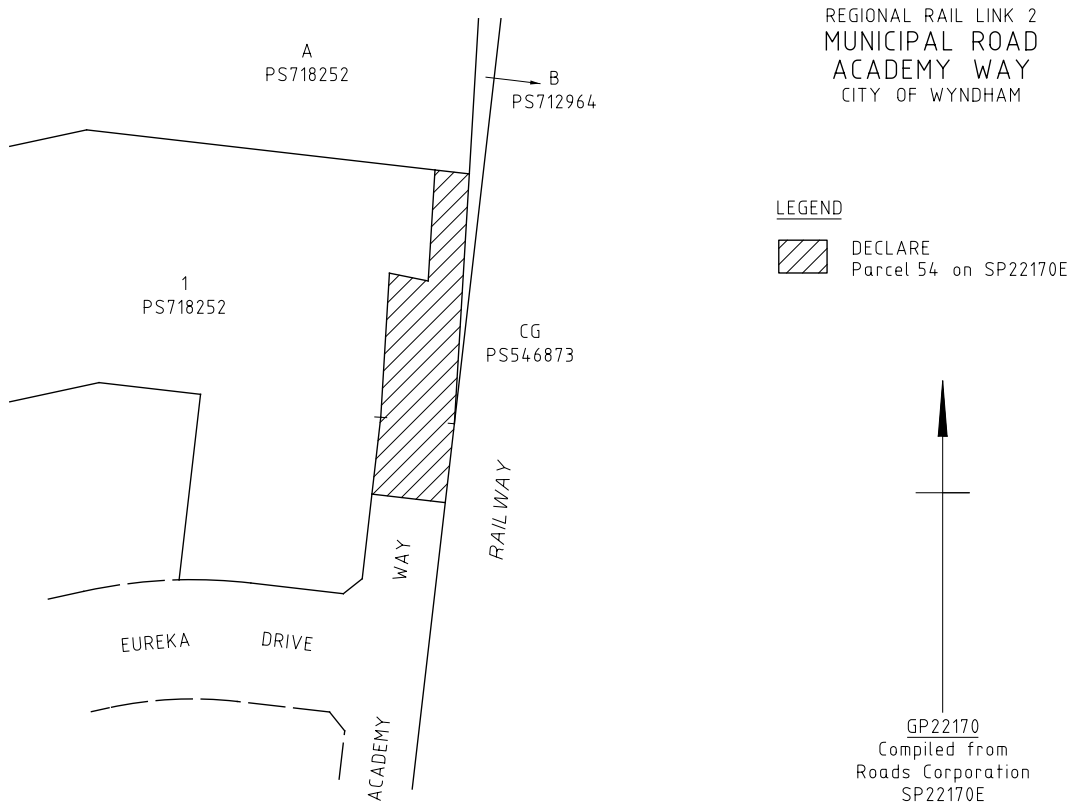 REGIONAL RAIL LINK 2
MUNICIPAL ROAD
ACADEMY WAY
CITY OF WYNDHAM
A
PS718252
B
PS712964
LEGEND
DECLARE
Parcel 54 on SP22170E
1
PS718252
CG
PS546873
RAILWAY
WAY
EUREKA DRIVE
ACADEMY
GP22170
Compiled from
Roads Corporation
SP22170E